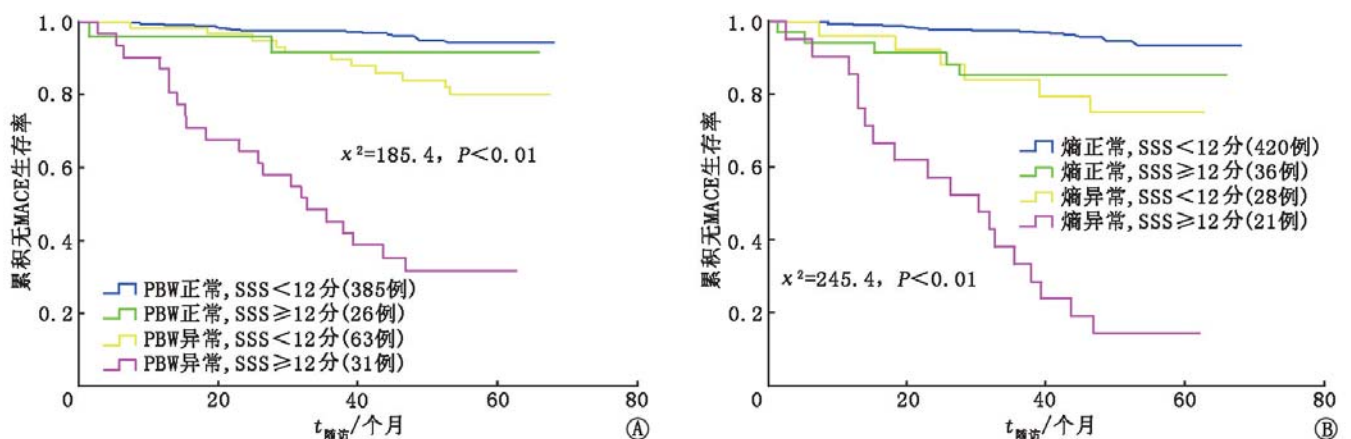 1.0
0.8
0.6
0.4
0.2
0
20
40
60
80
累积无MACE生存率
t随访/个月
x²=185.4, P<0.01
PBW正常,SSS<12分(385例)
PBW正常,SSS≥12分(26例)
PBW异常,SSS<12分(63例)
PBW异常,SSS≥12分(31例)
Ⓐ
1.0
0.8
0.6
0.4
0.2
0
20
40
60
80
累积无MACE生存率
t随访/个月
熵正常,SSS<12分(420例)
熵正常,SSS≥12分(36例)
熵异常,SSS<12分(28例)
熵异常,SSS≥12分(21例)
x²=245.4, P<0.01
Ⓑ